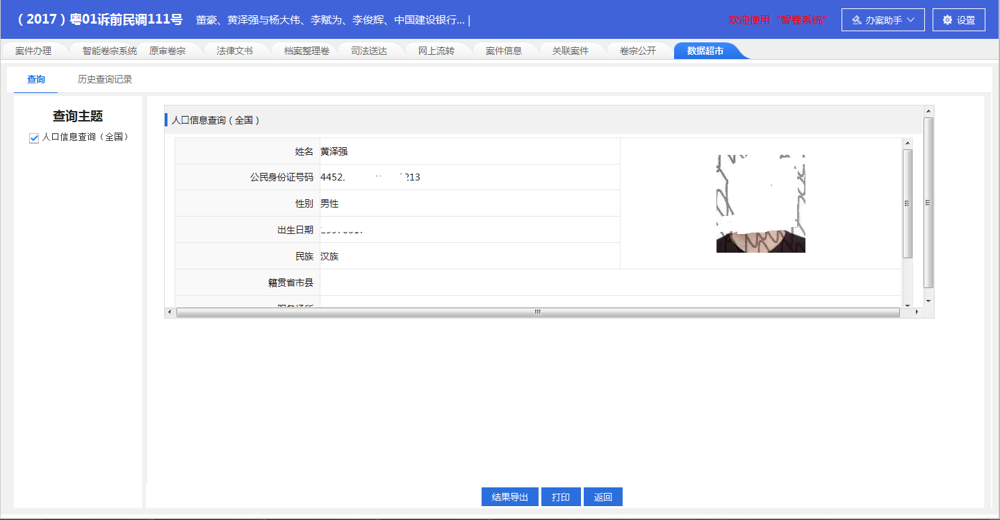 （2017）粤01诉前民调111号 董豪、黄泽强与杨大伟、李赋为、李俊辉、中国建设银行... | 欢迎使用“智卷系统” 办案助手 设置
案件办理 智能卷宗系统 原审卷宗 法律文书 档案整理卷 司法送达 网上流转 案件信息 关联案件 卷宗公开 数据超市
查询 历史查询记录
查询主题
人口信息查询（全国）
人口信息查询（全国）
姓名 黄泽强
公民身份证号码 4452 213
性别 男性
出生日期
民族 汉族
籍贯省市县
结果导出 打印 返回